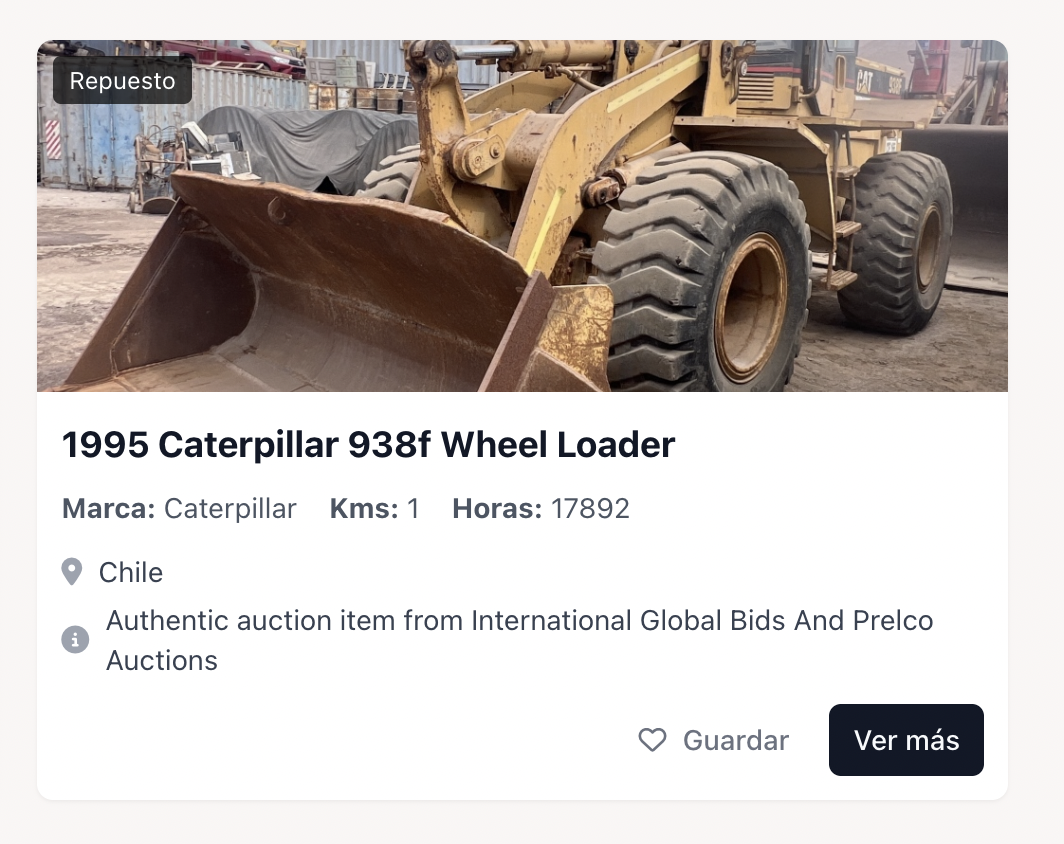 Repuesto
CAT 938F
1995 Caterpillar 938f Wheel Loader
Marca: Caterpillar Kms: 1 Horas: 17892
Chile
Authentic auction item from International Global Bids And Prelco
Auctions
Guardar
Ver más